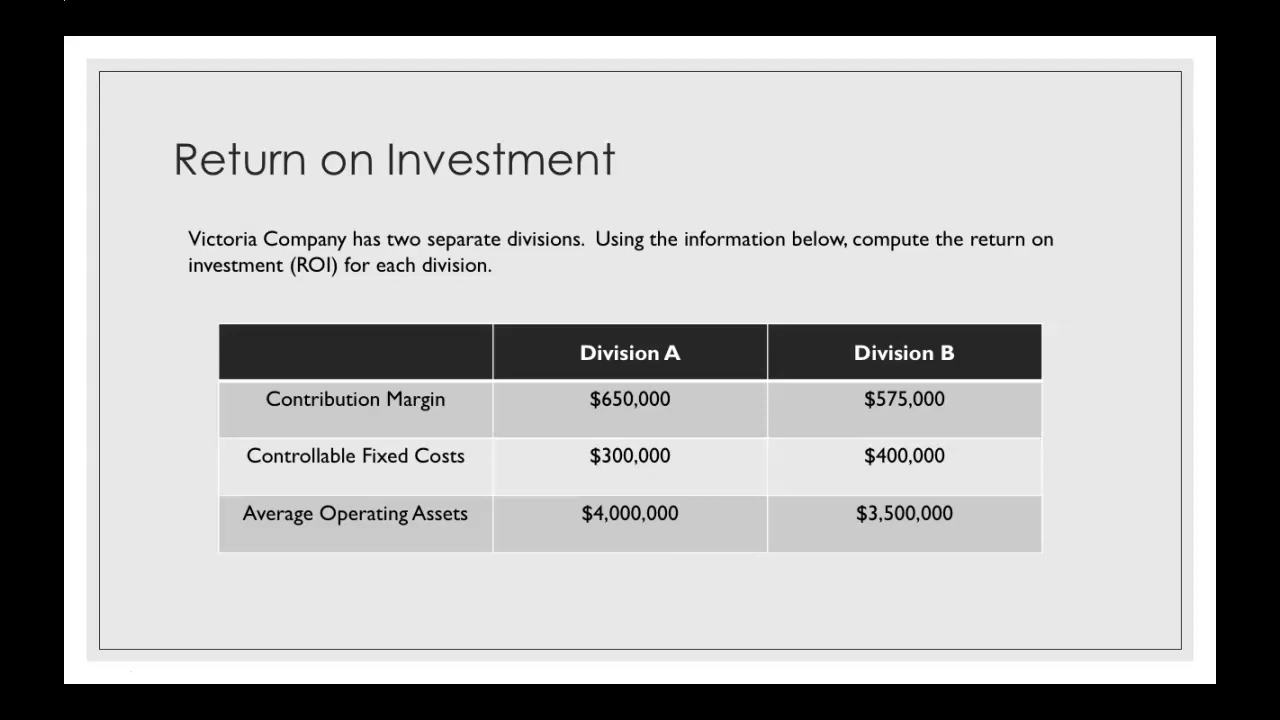 Return on Investment
Victoria Company has two separate divisions.  Using the information below, compute the return on
investment (ROI) for each division.
Division A Division B
Contribution Margin $650,000 $575,000
Controllable Fixed Costs $300,000 $400,000
Average Operating Assets $4,000,000 $3,500,000